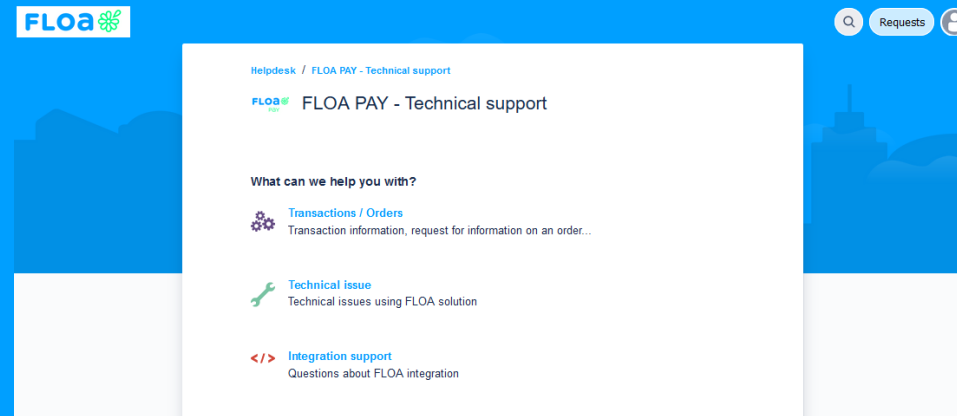 FLOa
Requests
Helpdesk / FLOA PAY - Technical support
FLOa
PAY
FLOA PAY - Technical support
What can we help you with?
Transactions / Orders
Transaction information, request for information on an order...
Technical issue
Technical issues using FLOA solution
</>
Integration support
Questions about FLOA integration